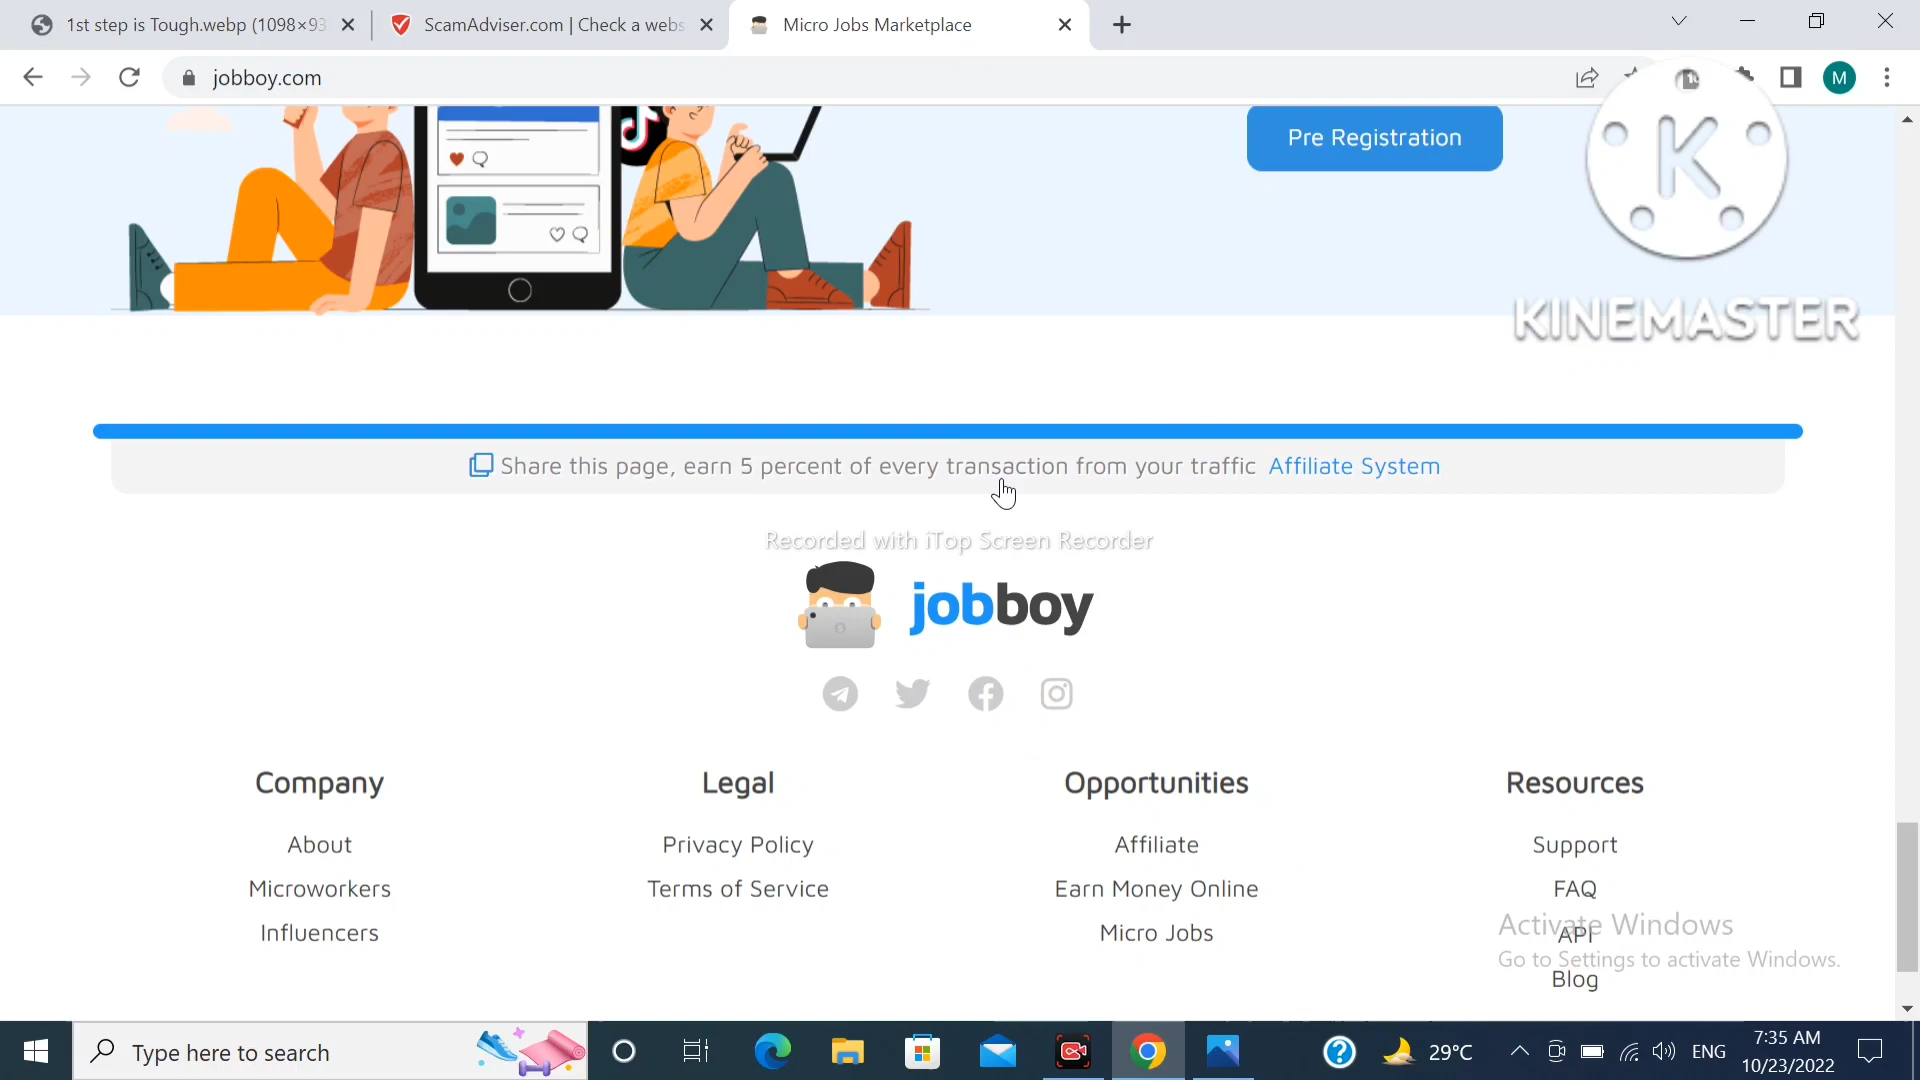 1st step is Tough.webp (1098×93
ScamAdviser.com | Check a webs
Micro Jobs Marketplace
jobboy.com
M
Pre Registration
K
KINEMASTER
Share this page, earn 5 percent of every transaction from your traffic Affiliate System
Recorded with iTop Screen Recorder
jobboy
Company
About
Microworkers
Influencers
Legal
Privacy Policy
Terms of Service
Opportunities
Affiliate
Earn Money Online
Micro Jobs
Resources
Support
FAQ
API
Blog
Activate Windows
Go to Settings to activate Windows.
Type here to search
29°C
ENG
7:35 AM
10/23/2022